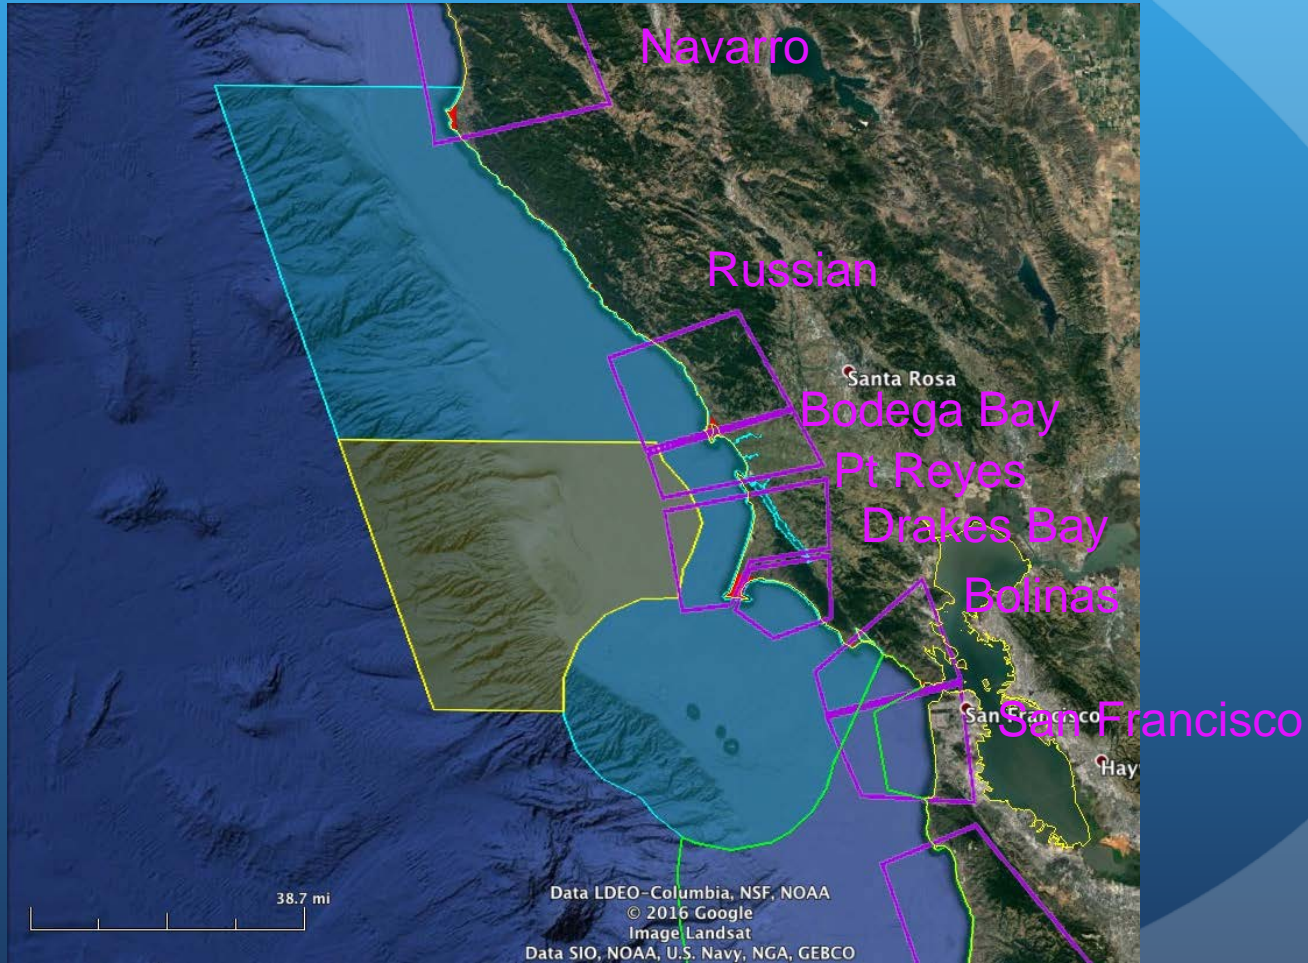 Navarro
Russian
Santa Rosa
Bodega Bay
Pt Reyes
Drakes Bay
Bolinas
San Francisco
San Francisco
Hay
38.7 mi
Data LDEO-Columbia, NSF, NOAA
© 2016 Google
Image Landsat
Data SIO, NOAA, U.S. Navy, NGA, GEBCO